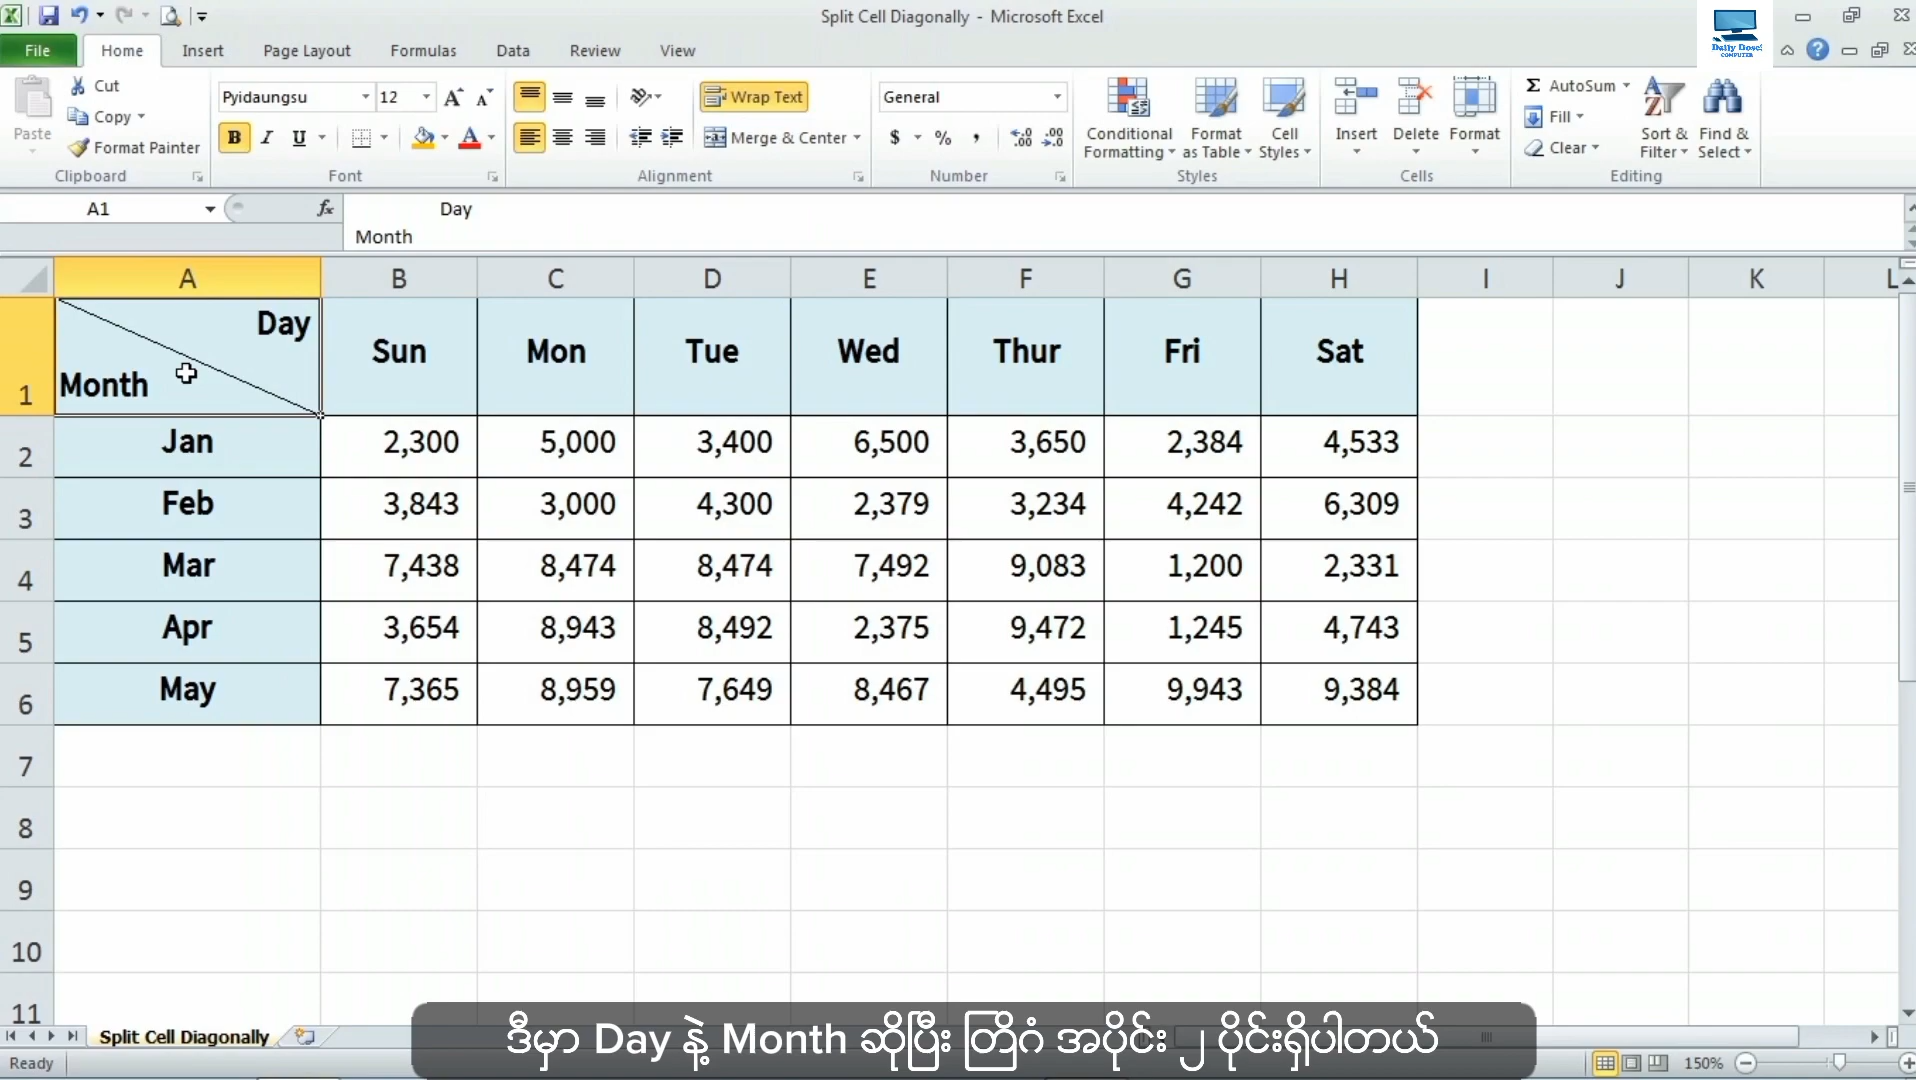 Split Cell Diagonally - Microsoft Excel
Daily Dose!
COMPUTER
File Home Insert Page Layout Formulas Data Review View
Paste
Cut
Copy
Format Painter
Clipboard
Pyidaungsu 12
B I U
Font
Wrap Text
Merge & Center
Alignment
General
$ % ,
Number
Conditional Formatting
Format as Table
Cell Styles
Styles
Insert Delete Format
Cells
Σ AutoSum
Fill
Clear
Sort & Filter
Find & Select
Editing
A1 fx Day
Month
A B C D E F G H I J K L
1 Day Month Sun Mon Tue Wed Thur Fri Sat
2 Jan 2,300 5,000 3,400 6,500 3,650 2,384 4,533
3 Feb 3,843 3,000 4,300 2,379 3,234 4,242 6,309
4 Mar 7,438 8,474 8,474 7,492 9,083 1,200 2,331
5 Apr 3,654 8,943 8,492 2,375 9,472 1,245 4,743
6 May 7,365 8,959 7,649 8,467 4,495 9,943 9,384
7
8
9
10
11
Split Cell Diagonally
ဒီမှာ Day နဲ့ Month ဆိုပြီး တြိဂံ အပိုင်း ၂ ပိုင်းရှိပါတယ်
Ready 150%